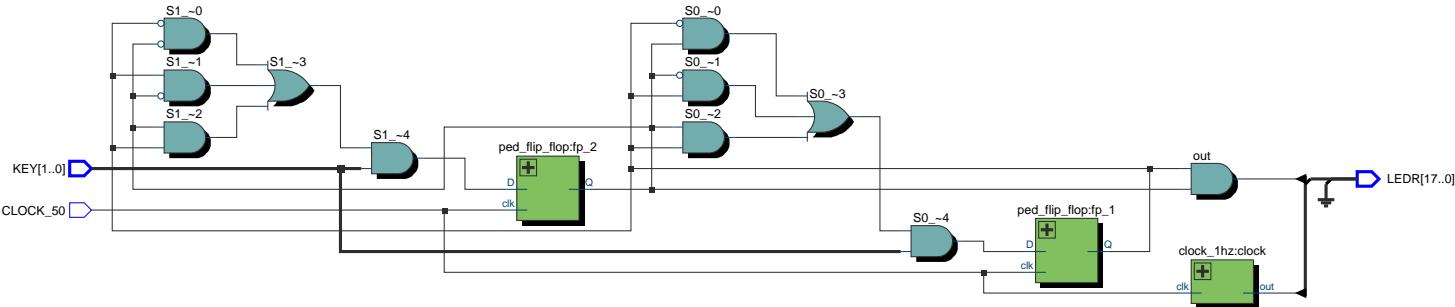 S1_~0
S0_~0
S1_~1
S1_~3
S0_~1
S1_~2
S0_~2
S0_~3
S1_~4
ped_flip_flop:fp_2
out
KEY[1..0]
D
Q
LEDR[17..0]
CLOCK_50
clk
S0_~4
ped_flip_flop:fp_1
D
Q
clk
clock_1hz:clock
clk
out